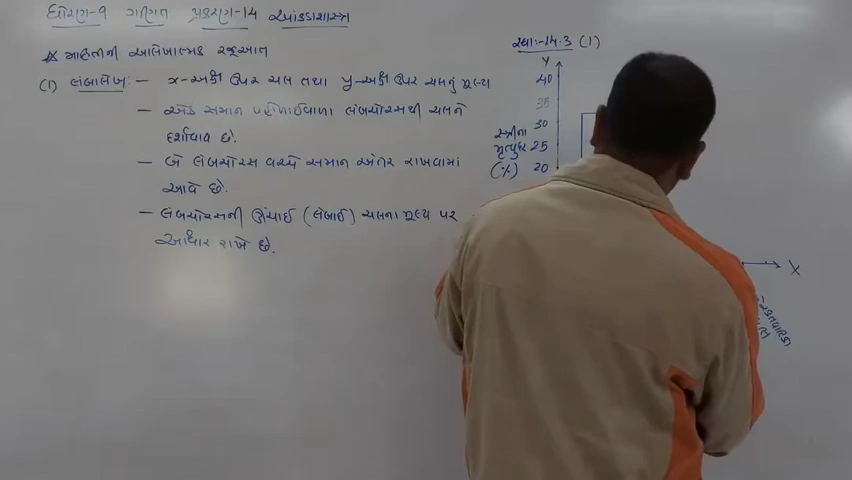 ધોરણ-૧ ગણિત પ્રકરણ-14 આંકડાશાસ્ત્ર
* માહિતીની આલેખાત્મક રજૂઆત
(1) લંબાલેખ :- x-અક્ષ ઉપર ચલ તથા y-અક્ષ ઉપર ચલનું મૂલ્ય
- એક સમાન પહોળાઈવાળા લંબચોરસથી ચલને
દર્શાવાય છે.
- બે લંબચોરસ વચ્ચે સમાન અંતર રાખવામાં
આવે છે.
- લંબચોરસની ઊંચાઈ (લંબાઈ) ચલના મૂલ્ય પર
આધાર રાખે છે.
સ્વા:-14.3 (1)
Y
40
35
30
સ્ત્રીના
મૃત્યુદર 25
(%) 20
X